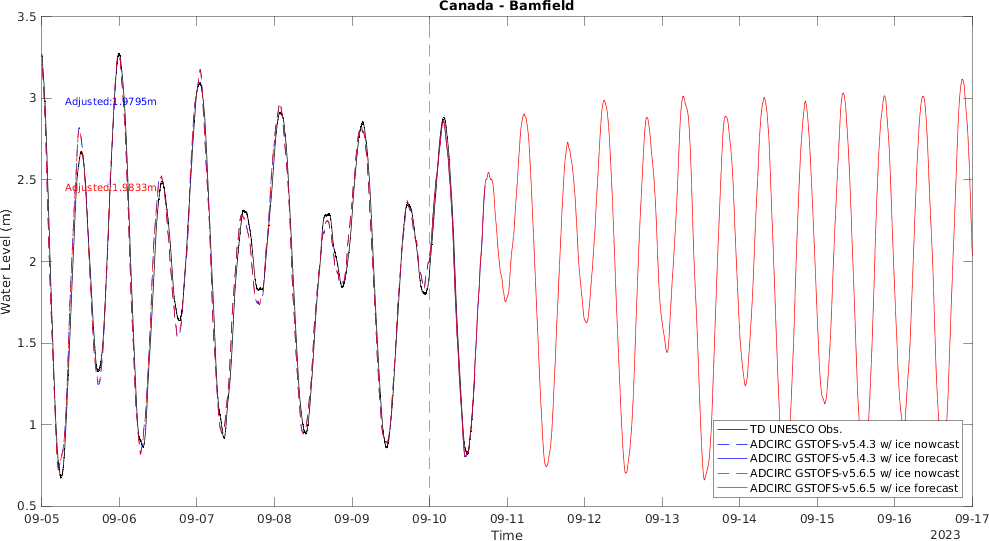 Canada - Bamfield
3.5
3
2.5
2
1.5
1
0.5
Water Level (m)
Adjusted:1.9795m
Adjusted:1.9833m
09-05 09-06 09-07 09-08 09-09 09-10 09-11 09-12 09-13 09-14 09-15 09-16 09-17
Time
2023
TD UNESCO Obs.
ADCIRC GSTOFS-v5.4.3 w/ ice nowcast
ADCIRC GSTOFS-v5.4.3 w/ ice forecast
ADCIRC GSTOFS-v5.6.5 w/ ice nowcast
ADCIRC GSTOFS-v5.6.5 w/ ice forecast